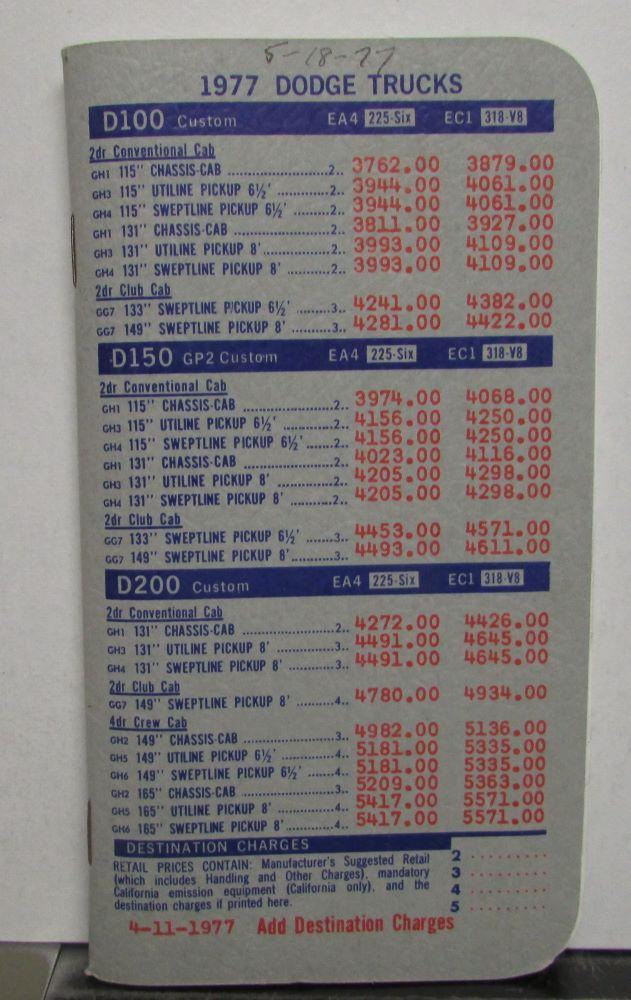 5-18-77
1977 DODGE TRUCKS
D100 Custom EA4 225-Six EC1 318-V8
2dr Conventional Cab
GH1 115" CHASSIS-CAB ..........................2.. 3762.00 3879.00
GH3 115" UTILINE PICKUP 6½' .............2.. 3944.00 4061.00
GH4 115" SWEPTLINE PICKUP 6½' .........2.. 3944.00 4061.00
GH1 131" CHASSIS-CAB .........................2.. 3811.00 3927.00
GH3 131" UTILINE PICKUP 8' ................2.. 3993.00 4109.00
GH4 131" SWEPTLINE PICKUP 8' ............2.. 3993.00 4109.00
2dr Club Cab
GG7 133" SWEPTLINE PICKUP 6½' .........3.. 4241.00 4382.00
GG7 149" SWEPTLINE PICKUP 8' ............3.. 4281.00 4422.00
D150 GP2 Custom EA4 225-Six EC1 318-V8
2dr Conventional Cab
GH1 115" CHASSIS-CAB .......................2.. 3974.00 4068.00
GH3 115" UTILINE PICKUP 6½' .............2.. 4156.00 4250.00
GH4 115" SWEPTLINE PICKUP 6½' ........2.. 4156.00 4250.00
GH1 131" CHASSIS-CAB .......................2.. 4023.00 4116.00
GH3 131" UTILINE PICKUP 8' ...............2.. 4205.00 4298.00
GH4 131" SWEPTLINE PICKUP 8' ...........2.. 4205.00 4298.00
2dr Club Cab
GG7 133" SWEPTLINE PICKUP 6½' ........3.. 4453.00 4571.00
GG7 149" SWEPTLINE PICKUP 8' ............3.. 4493.00 4611.00
D200 Custom EA4 225-Six EC1 318-V8
2dr Conventional Cab
GH1 131" CHASSIS-CAB .......................2.. 4272.00 4426.00
GH3 131" UTILINE PICKUP 8' ...............3.. 4491.00 4645.00
GH4 131" SWEPTLINE PICKUP 8' ............3.. 4491.00 4645.00
2dr Club Cab
GG7 149" SWEPTLINE PICKUP 8' ............4.. 4780.00 4934.00
4dr Crew Cab
GH2 149" CHASSIS-CAB .......................3.. 4982.00 5136.00
GH5 149" UTILINE PICKUP 6½' ............4.. 5181.00 5335.00
GH6 149" SWEPTLINE PICKUP 6½' .......4.. 5181.00 5335.00
GH2 165" CHASSIS-CAB .......................3.. 5209.00 5363.00
GH5 165" UTILINE PICKUP 8' ..............4.. 5417.00 5571.00
GH6 165" SWEPTLINE PICKUP 8' .............4.. 5417.00 5571.00
DESTINATION CHARGES
RETAIL PRICES CONTAIN: Manufacturer's Suggested Retail
(which includes Handling and Other Charges), mandatory
California emission equipment (California only), and the
destination charges if printed here.
2 ..........
3 ..........
4 ..........
5 ..........
4-11-1977 Add Destination Charges